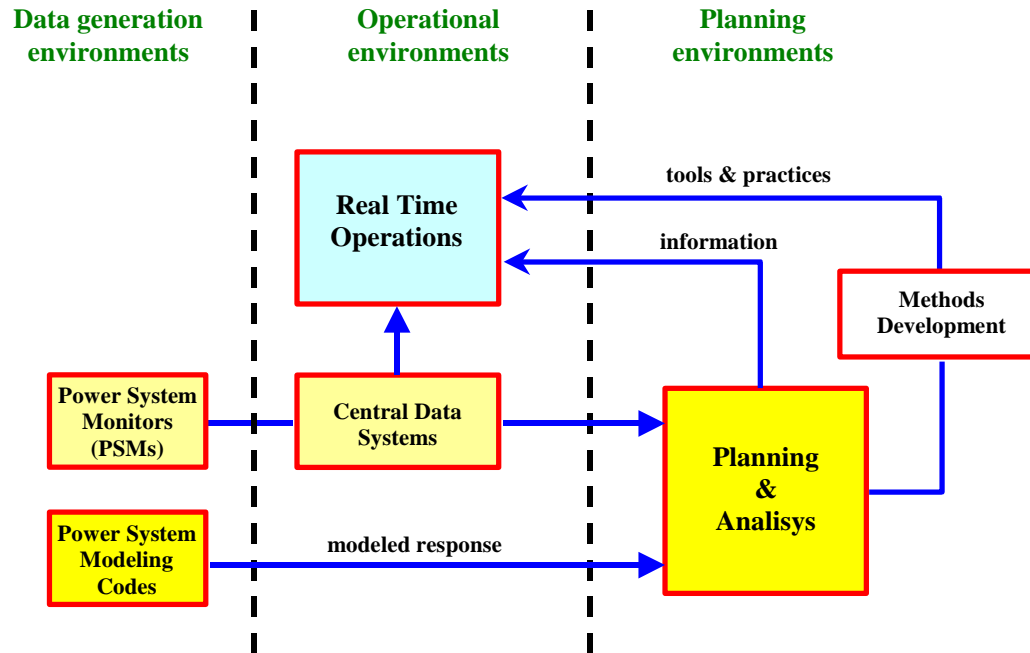 Data generation
environments
Operational
environments
Planning
environments
tools & practices
Real Time
Operations
information
Methods
Development
Power System
Monitors
(PSMs)
Central Data
Systems
Planning
&
Analisys
Power System
Modeling
Codes
modeled response